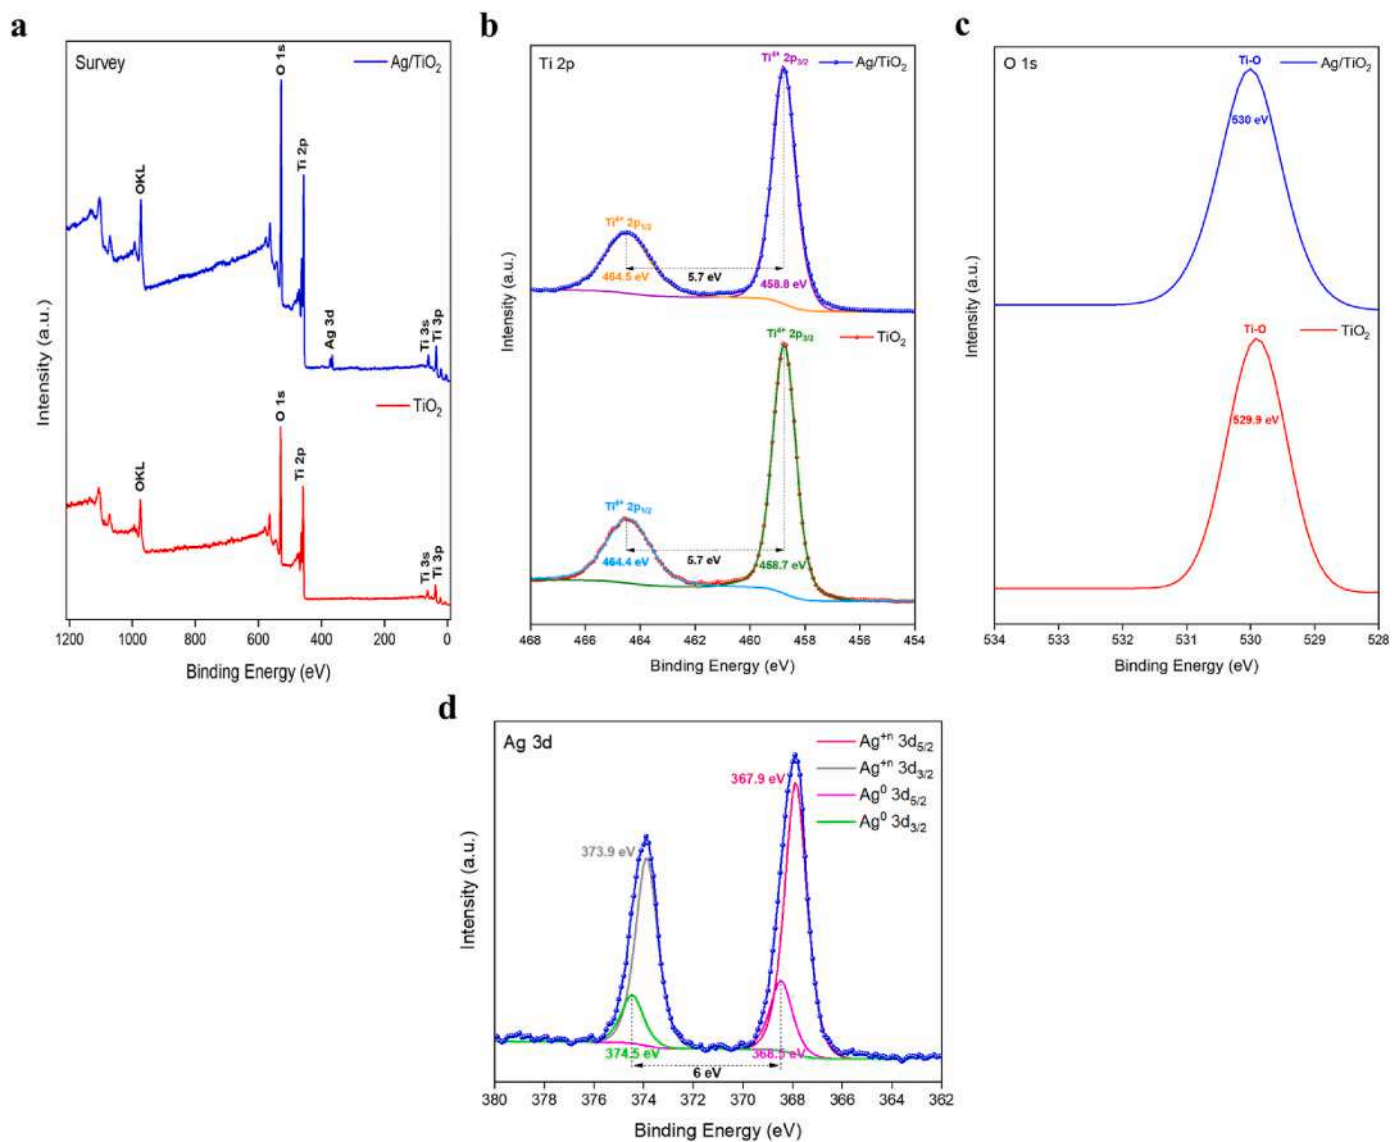 a
Survey
Ag/TiO₂
O 1s
Ti 2p
OKL
Ag 3d
Ti 3s
Ti 3p
TiO₂
O 1s
Ti 2p
OKL
Ti 3s
Ti 3p
Intensity (a.u.)
1200 1000 800 600 400 200 0
Binding Energy (eV)
b
Ti 2p
Ti⁴⁺ 2p₃/₂
Ag/TiO₂
Ti⁴⁺ 2p₁/₂
464.5 eV
5.7 eV
458.8 eV
Ti⁴⁺ 2p₃/₂
TiO₂
Ti⁴⁺ 2p₁/₂
464.4 eV
5.7 eV
458.7 eV
Intensity (a.u.)
468 466 464 462 460 458 456 454
Binding Energy (eV)
c
O 1s
Ti-O
Ag/TiO₂
530 eV
Ti-O
TiO₂
529.9 eV
Intensity (a.u.)
534 533 532 531 530 529 528
Binding Energy (eV)
d
Ag 3d
Ag⁺ⁿ 3d₅/₂
Ag⁺ⁿ 3d₃/₂
Ag⁰ 3d₅/₂
Ag⁰ 3d₃/₂
367.9 eV
373.9 eV
374.5 eV
368.5 eV
6 eV
Intensity (a.u.)
380 378 376 374 372 370 368 366 364 362
Binding Energy (eV)